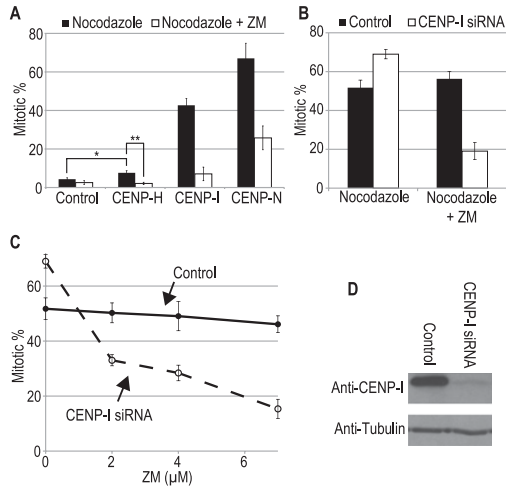 A
Nocodazole Nocodazole + ZM
Mitotic %
80
60
40
20
0
*
**
Control CENP-H CENP-I CENP-N
B
Control CENP-I siRNA
Mitotic %
80
60
40
20
0
Nocodazole Nocodazole
+ ZM
C
Mitotic %
80
60
40
20
0
Control
CENP-I siRNA
0 2 4 6
ZM (µM)
D
Control
CENP-I siRNA
Anti-CENP-I
Anti-Tubulin